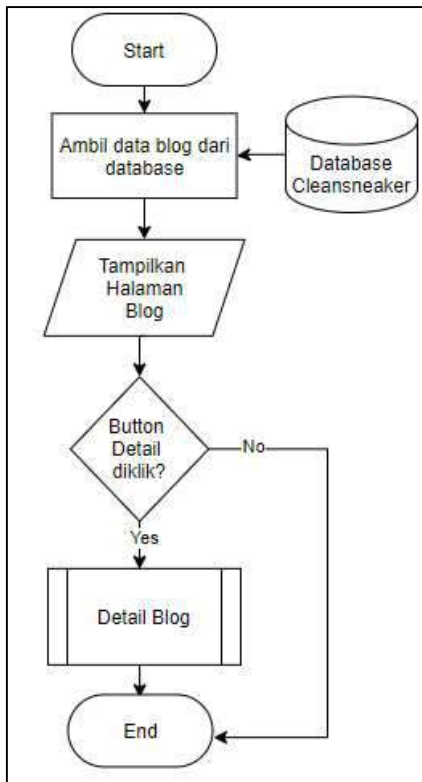 Start
Ambil data blog dari
database
Database
Cleansneaker
Tampilkan
Halaman
Blog
Button
Detail
diklik?
No
Yes
Detail Blog
End